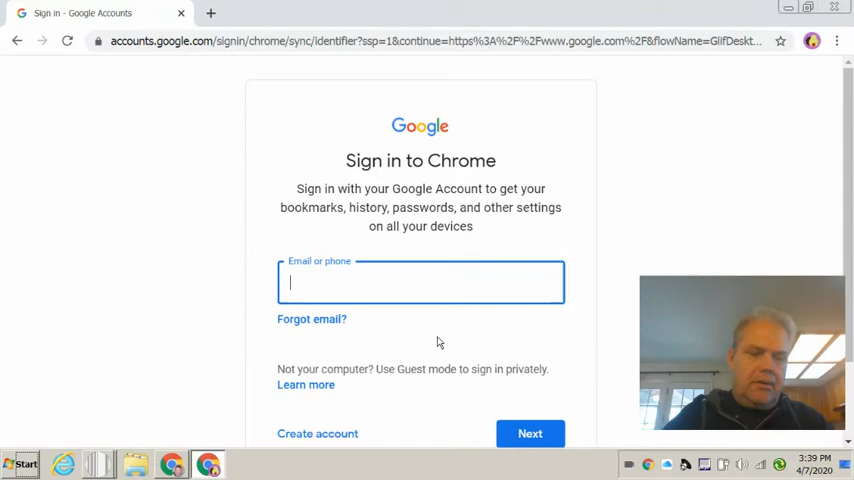 Sign in - Google Accounts
accounts.google.com/signin/chrome/sync/identifier?ssp=1&continue=https%3A%2F%2Fwww.google.com%2F&flowName=GlifDeskt...
Google
Sign in to Chrome
Sign in with your Google Account to get your
bookmarks, history, passwords, and other settings
on all your devices
Email or phone
Forgot email?
Not your computer? Use Guest mode to sign in privately.
Learn more
Create account
Next
Start
3:39 PM
4/7/2020